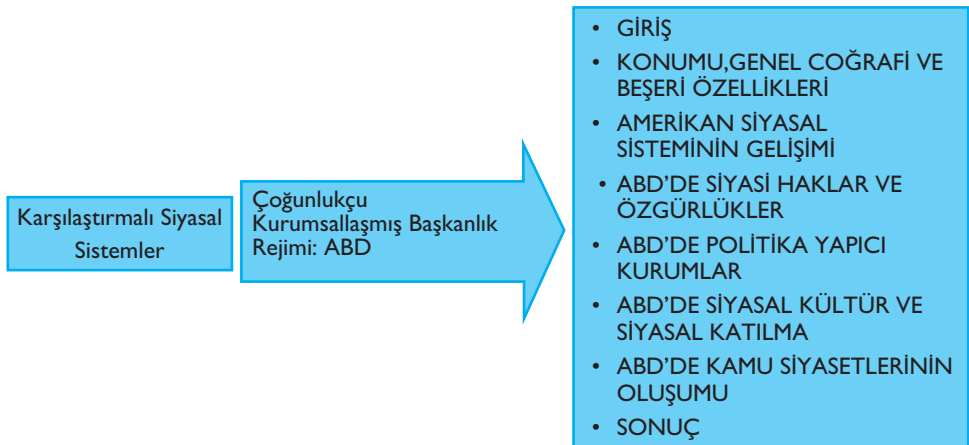 Karşılaştırmalı Siyasal
Sistemler
Çoğunlukçu
Kurumsallaşmış Başkanlık
Rejimi: ABD
• GİRİŞ
• KONUMU,GENEL COĞRAFİ VE
BEŞERİ ÖZELLİKLERİ
• AMERİKAN SİYASAL
SİSTEMİNİN GELİŞİMİ
• ABD’DE SİYASİ HAKLAR VE
ÖZGÜRLÜKLER
• ABD’DE POLİTİKA YAPICI
KURUMLAR
• ABD’DE SİYASAL KÜLTÜR VE
SİYASAL KATILMA
• ABD’DE KAMU SİYASETLERİNİN
OLUŞUMU
• SONUÇ